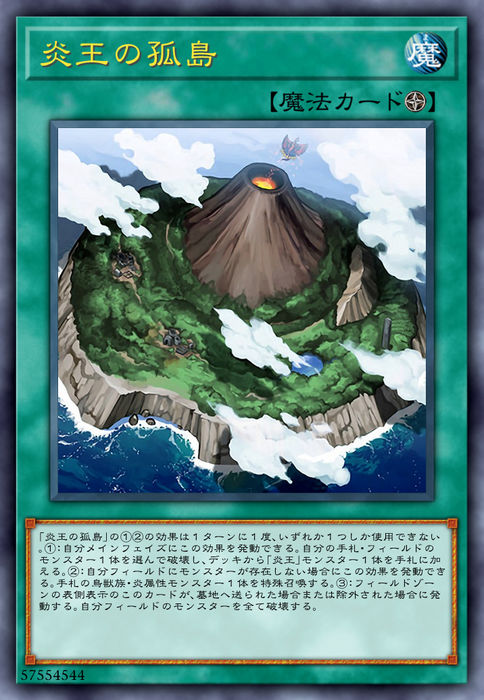 炎王の孤島
魔
【魔法カード】
「炎王の孤島」の①②の効果は１ターンに１度、いずれか１つしか使用できない
。①：自分メインフェイズにこの効果を発動できる。自分の手札・フィールドの
モンスター１体を選んで破壊し、デッキから「炎王」モンスター１体を手札に加
える。②：自分フィールドにモンスターが存在しない場合にこの効果を発動でき
る。手札の鳥獣族・炎属性モンスター１体を特殊召喚する。③：フィールドゾー
ンの表側表示のこのカードが、墓地へ送られた場合または除外された場合に発
動する。自分フィールドのモンスターを全て破壊する。
57554544